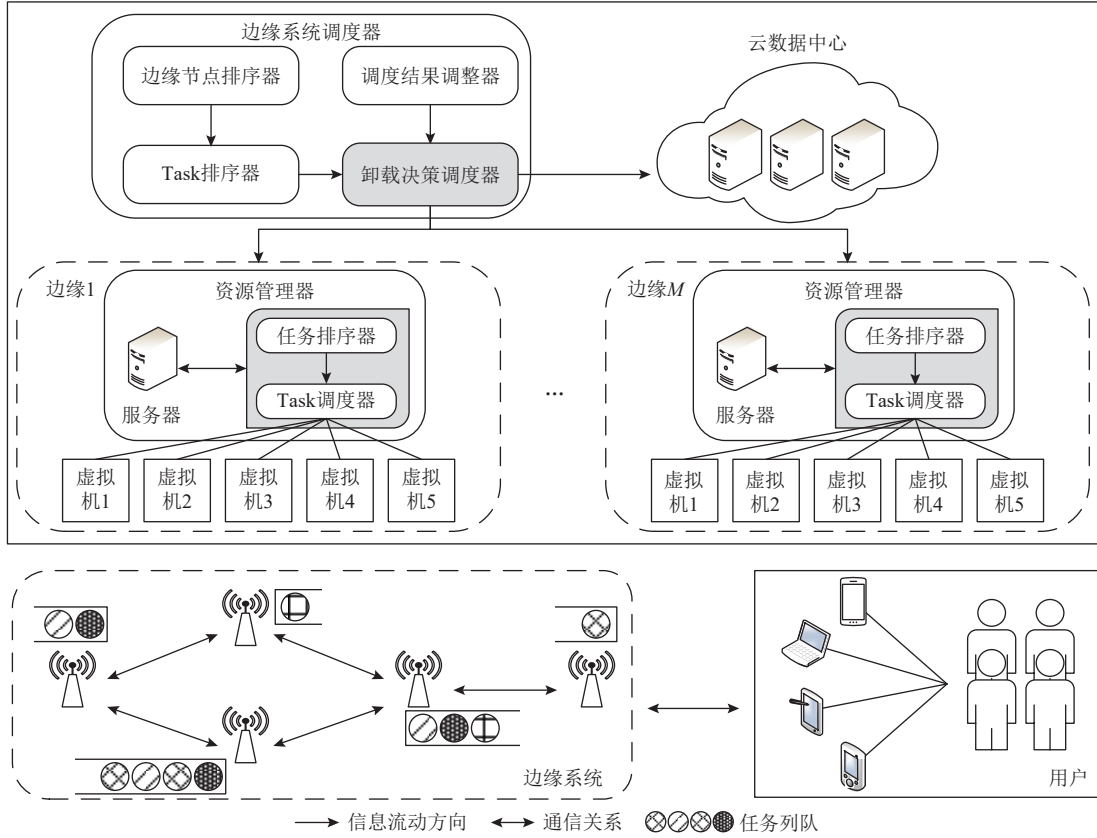 边缘系统调度器
云数据中心
边缘节点排序器
调度结果调整器
Task排序器
卸载决策调度器
边缘1
资源管理器
任务排序器
服务器
Task调度器
虚拟
机1
虚拟
机2
虚拟
机3
虚拟
机4
虚拟
机5
...
边缘M
资源管理器
任务排序器
服务器
Task调度器
虚拟
机1
虚拟
机2
虚拟
机3
虚拟
机4
虚拟
机5
边缘系统
用户
信息流动方向
通信关系
任务列队